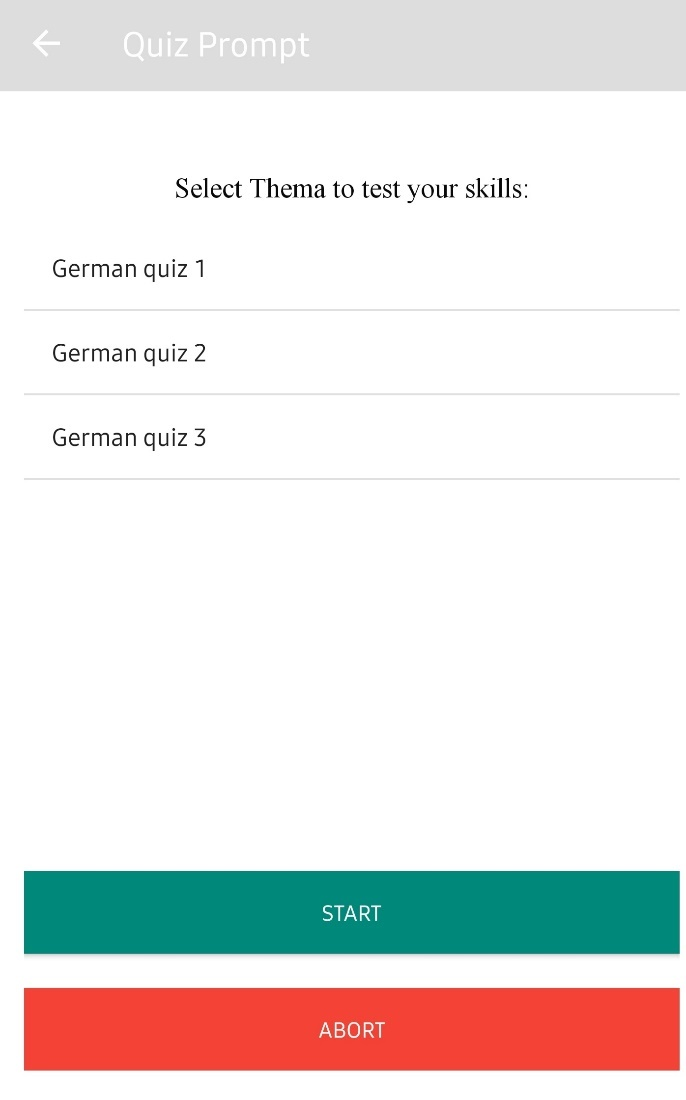 Quiz Prompt
Select Thema to test your skills:
German quiz 1
German quiz 2
German quiz 3
START
ABORT